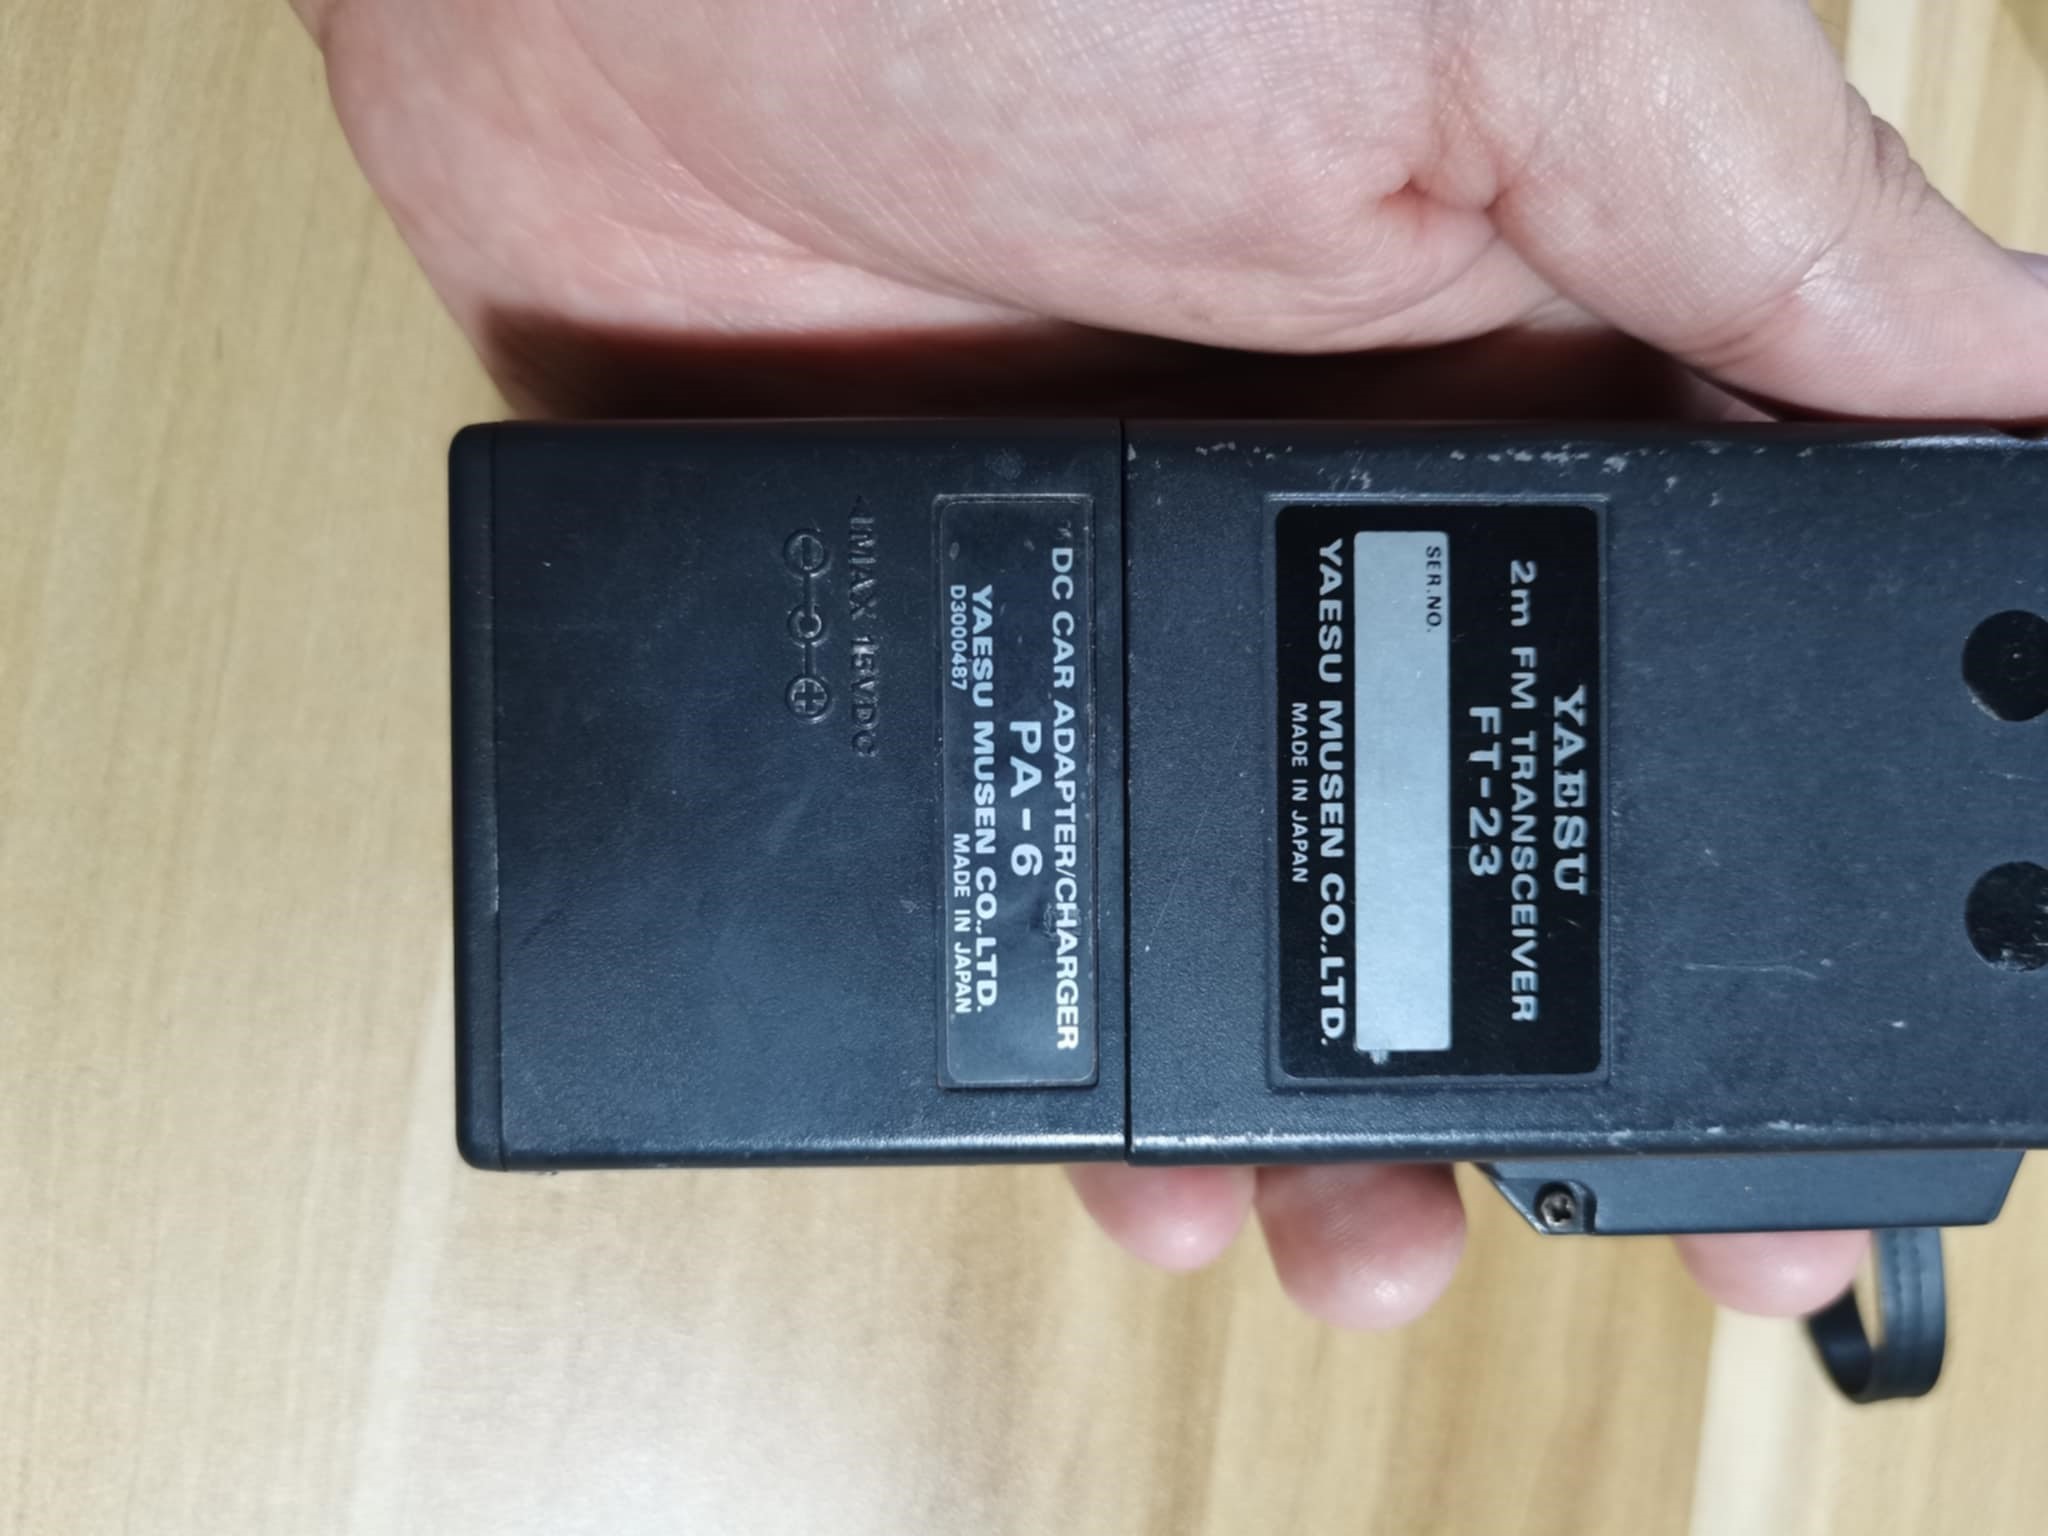 YAESU
2m FM TRANSCEIVER
FT-23
SER.NO.
YAESU MUSEN CO.,LTD.
MADE IN JAPAN
DC CAR ADAPTER/CHARGER
PA-6
YAESU MUSEN CO.,LTD.
D3000487 MADE IN JAPAN
MAX 15VDC